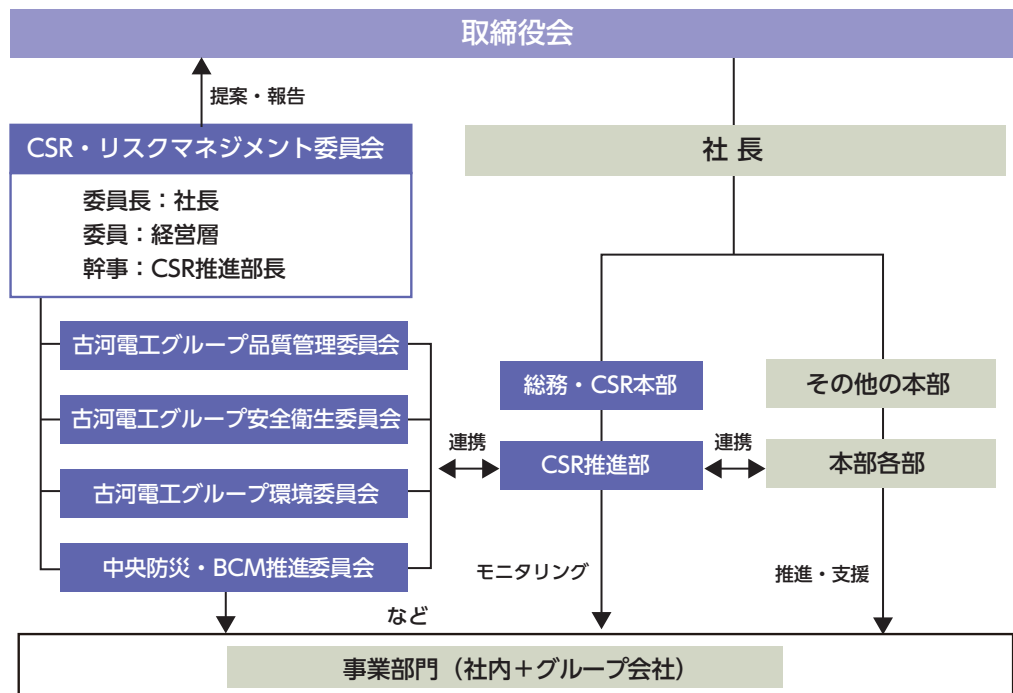 取締役会
提案・報告
CSR・リスクマネジメント委員会
委員長：社長
委員：経営層
幹事：CSR推進部長
社 長
古河電工グループ品質管理委員会
古河電工グループ安全衛生委員会
古河電工グループ環境委員会
中央防災・BCM推進委員会
など
連携
総務・CSR本部
CSR推進部
モニタリング
連携
その他の本部
本部各部
推進・支援
事業部門（社内＋グループ会社）